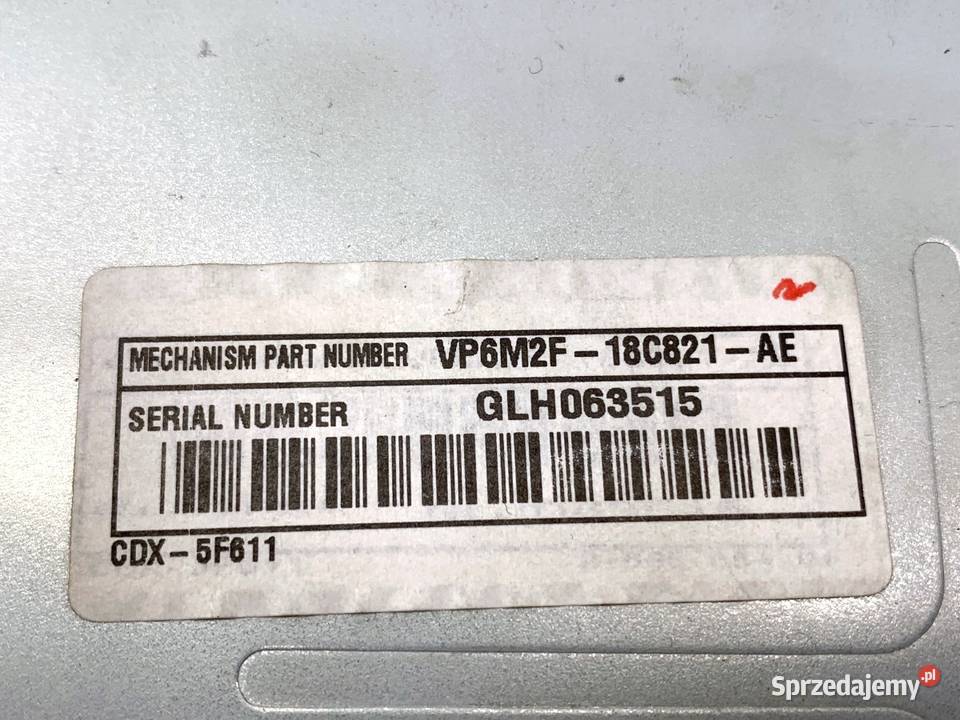 MECHANISM PART NUMBER VP6M2F-18C821-AE
SERIAL NUMBER GLH063515
CDX-5F611
Sprzedajemy.pl